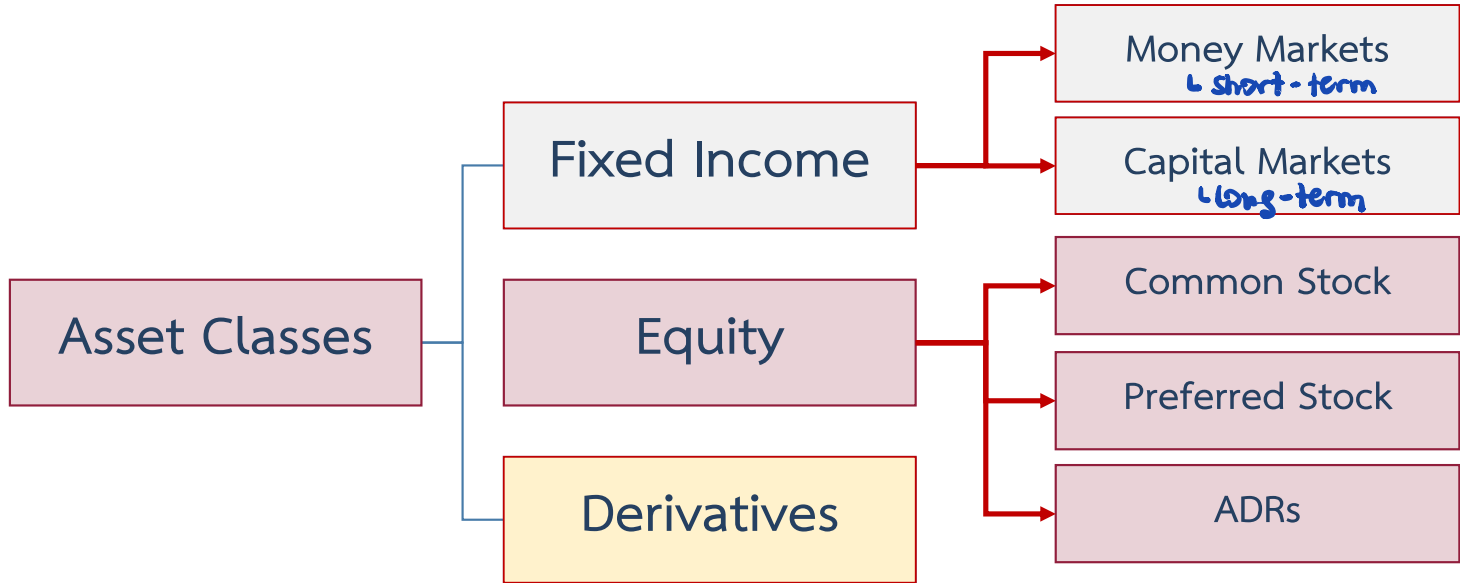 Asset Classes
Fixed Income
Money Markets
↳ short-term
Capital Markets
↳ long-term
Equity
Common Stock
Preferred Stock
ADRs
Derivatives